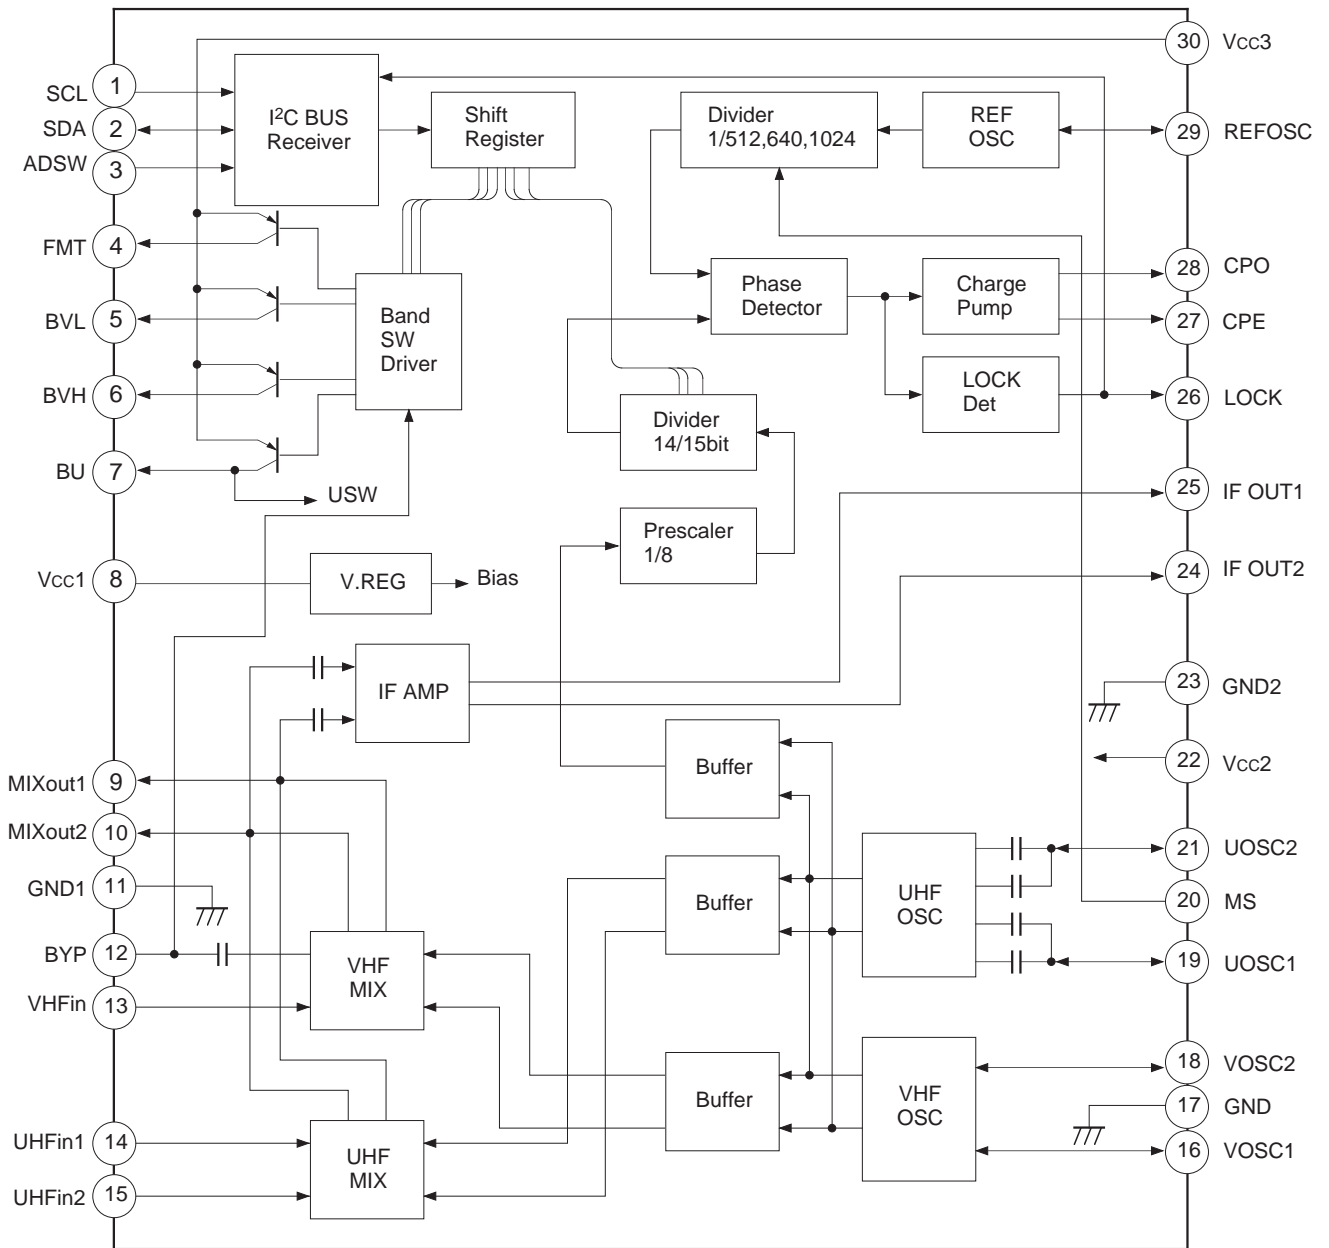 1
SCL
2
SDA
3
ADSW
4
FMT
5
BVL
6
BVH
7
BU
8
Vcc1
9
MIXout1
10
MIXout2
11
GND1
12
BYP
13
VHFin
14
UHFin1
15
UHFin2
I²C BUS
Receiver
Shift
Register
Divider
1/512,640,1024
REF
OSC
Band
SW
Driver
Phase
Detector
Charge
Pump
LOCK
Det
Divider
14/15bit
USW
Prescaler
1/8
V.REG
Bias
IF AMP
Buffer
Buffer
UHF
OSC
VHF
MIX
Buffer
VHF
OSC
UHF
MIX
30
Vcc3
29
REFOSC
28
CPO
27
CPE
26
LOCK
25
IF OUT1
24
IF OUT2
23
GND2
22
Vcc2
21
UOSC2
20
MS
19
UOSC1
18
VOSC2
17
GND
16
VOSC1